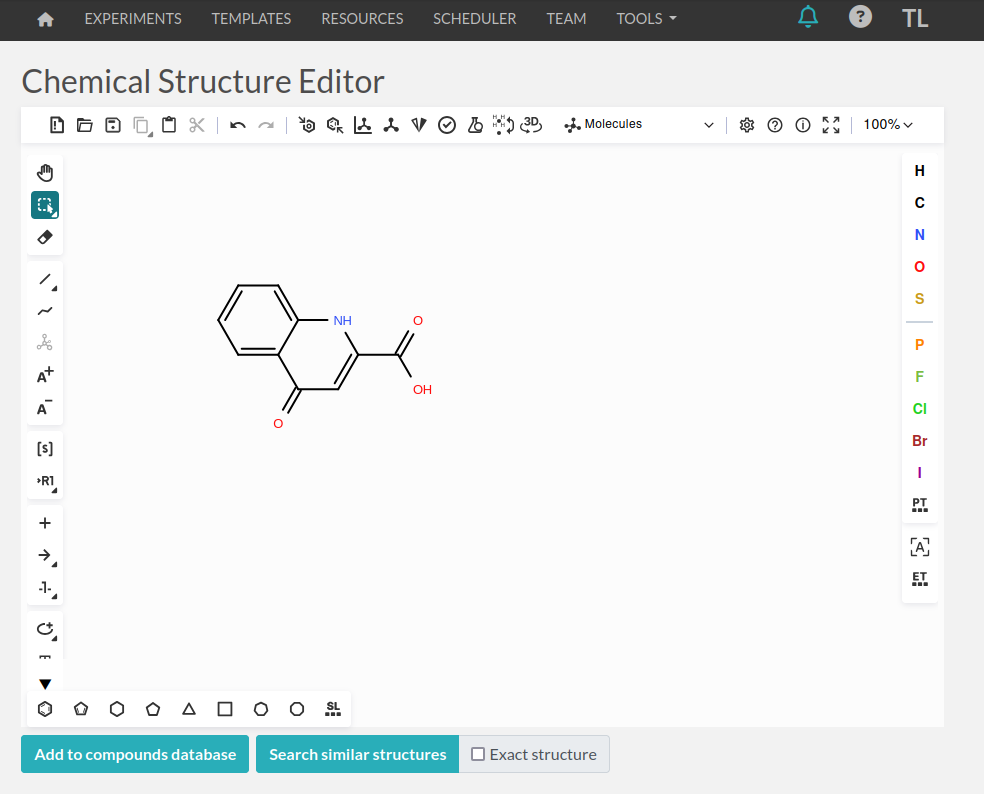 EXPERIMENTS TEMPLATES RESOURCES SCHEDULER TEAM TOOLS ? TL
Chemical Structure Editor
H H H H 3D Molecules ? i 100%
H
C
N
O
S
P
F
Cl
Br
I
PT
[A]
ET
A+
A−
[s]
R1
+
-1-
SL
NH
O
OH
O
Add to compounds database Search similar structures Exact structure